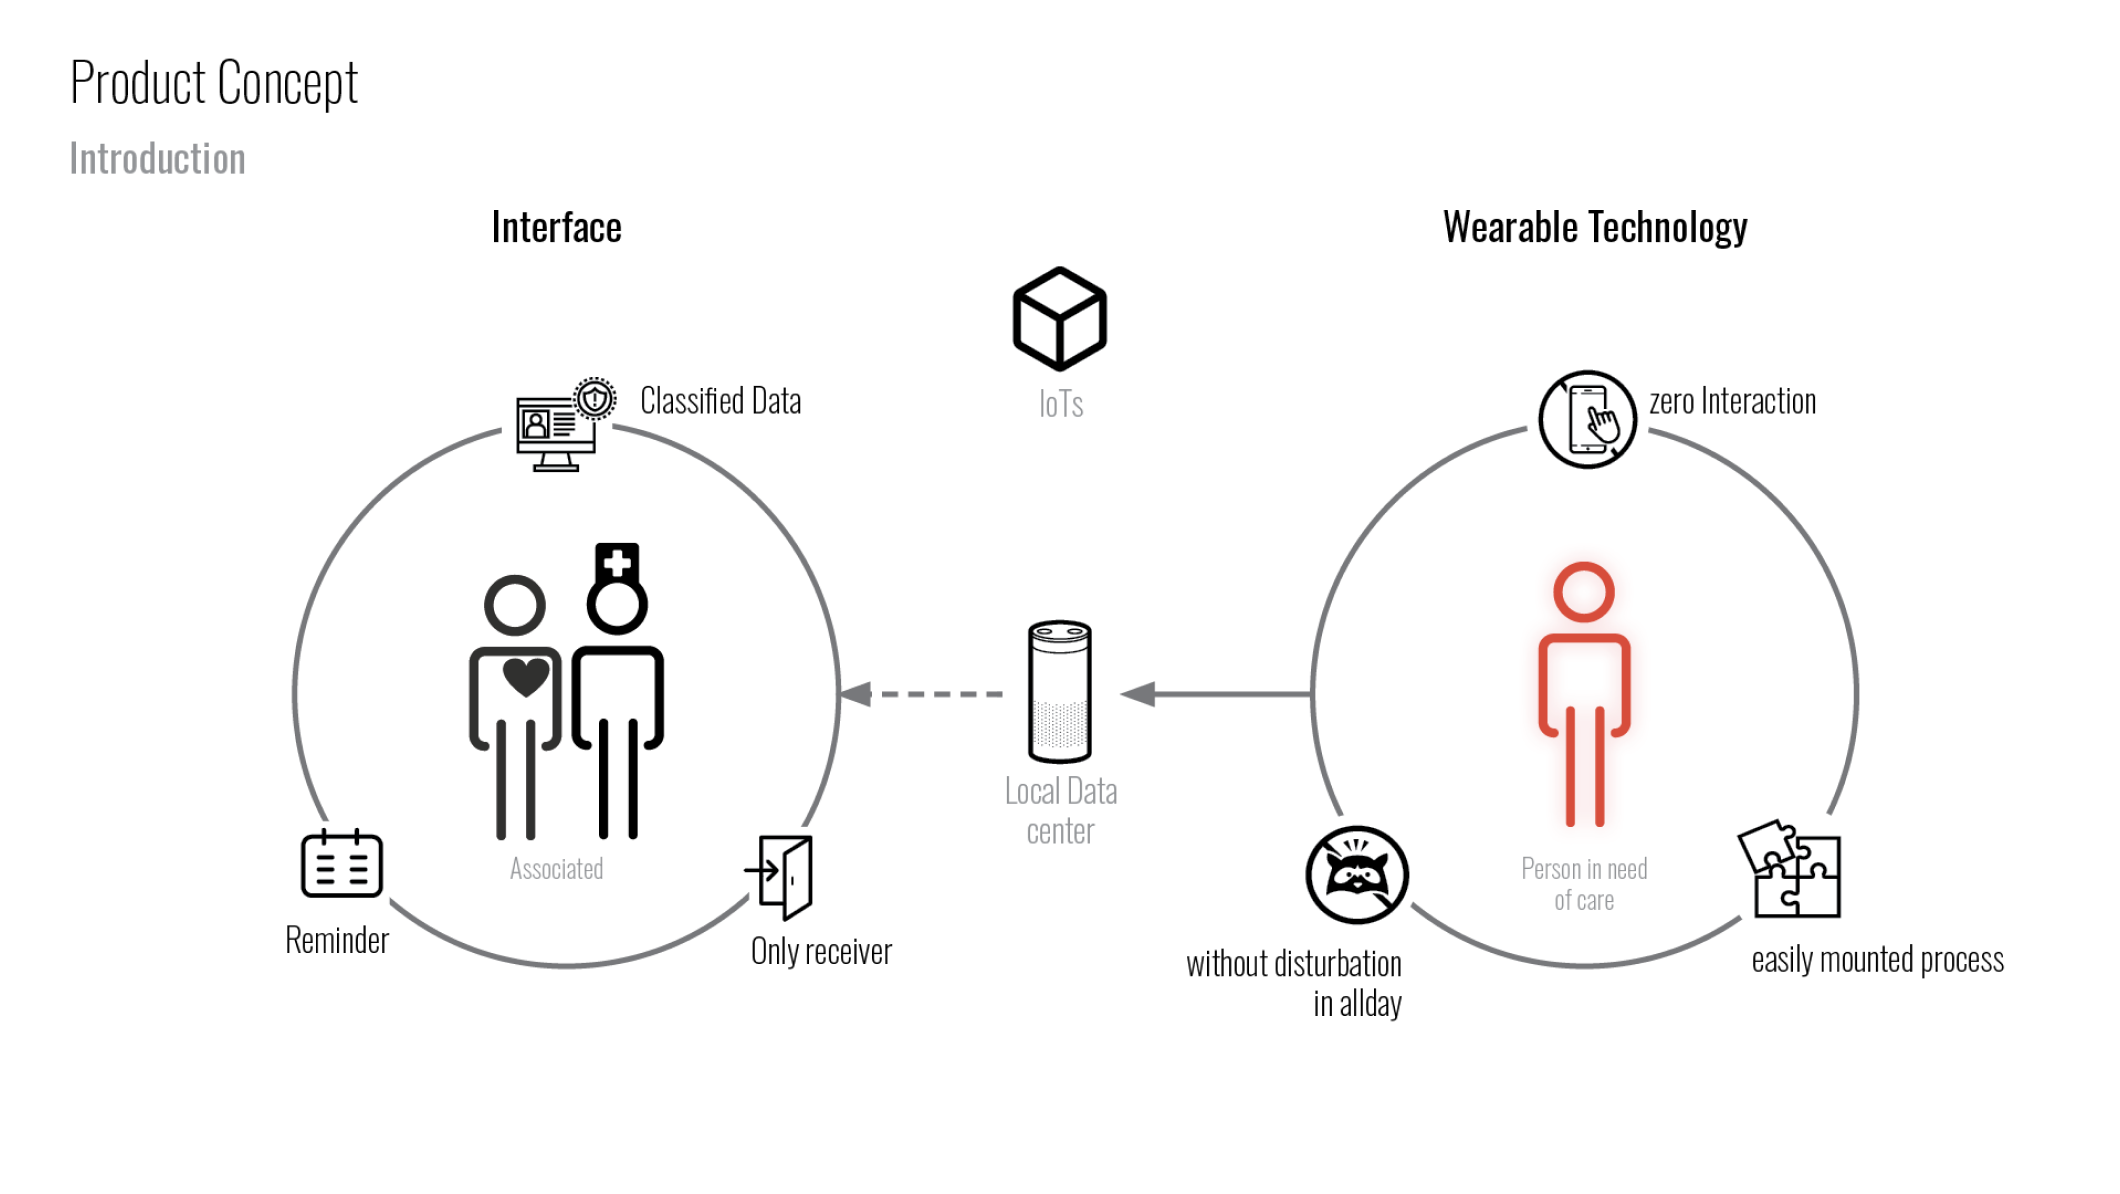 Product Concept
Introduction
Interface
Wearable Technology
Classified Data
IoTs
zero Interaction
Local Data
center
Associated
Person in need
of care
Reminder
Only receiver
without disturbation
in allday
easily mounted process